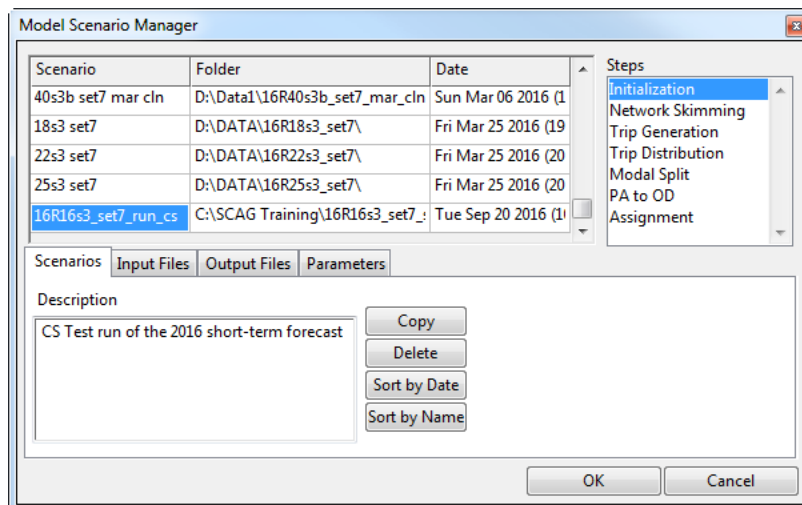 Model Scenario Manager
Scenario Folder Date
40s3b set7 mar cln D:\Data1\16R40s3b_set7_mar_cln Sun Mar 06 2016 (1
18s3 set7 D:\DATA\16R18s3_set7\ Fri Mar 25 2016 (19
22s3 set7 D:\DATA\16R22s3_set7\ Fri Mar 25 2016 (20
25s3 set7 D:\DATA\16R25s3_set7\ Fri Mar 25 2016 (20
16R16s3_set7_run_cs C:\SCAG Training\16R16s3_set7_ Tue Sep 20 2016 (1
Steps
Initialization
Network Skimming
Trip Generation
Trip Distribution
Modal Split
PA to OD
Assignment
Scenarios Input Files Output Files Parameters
Description
CS Test run of the 2016 short-term forecast
Copy
Delete
Sort by Date
Sort by Name
OK Cancel